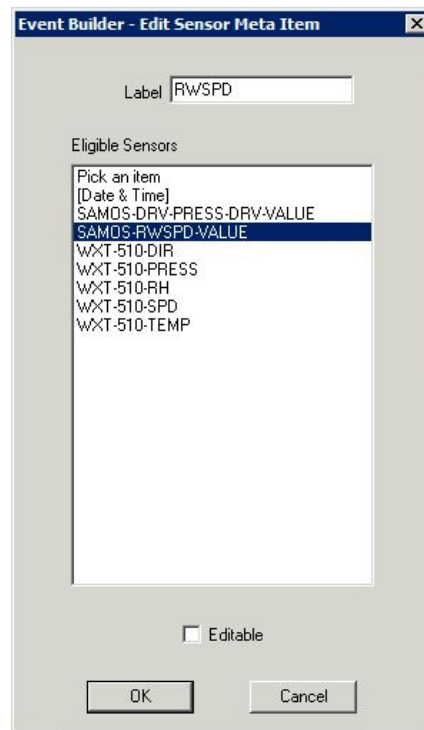 Event Builder - Edit Sensor Meta Item
Label RWSPD
Eligible Sensors
Pick an item
[Date & Time]
SAMOS-DRV-PRESS-DRV-VALUE
SAMOS-RWSPD-VALUE
WXT-510-DIR
WXT-510-PRESS
WXT-510-RH
WXT-510-SPD
WXT-510-TEMP
Editable
OK Cancel